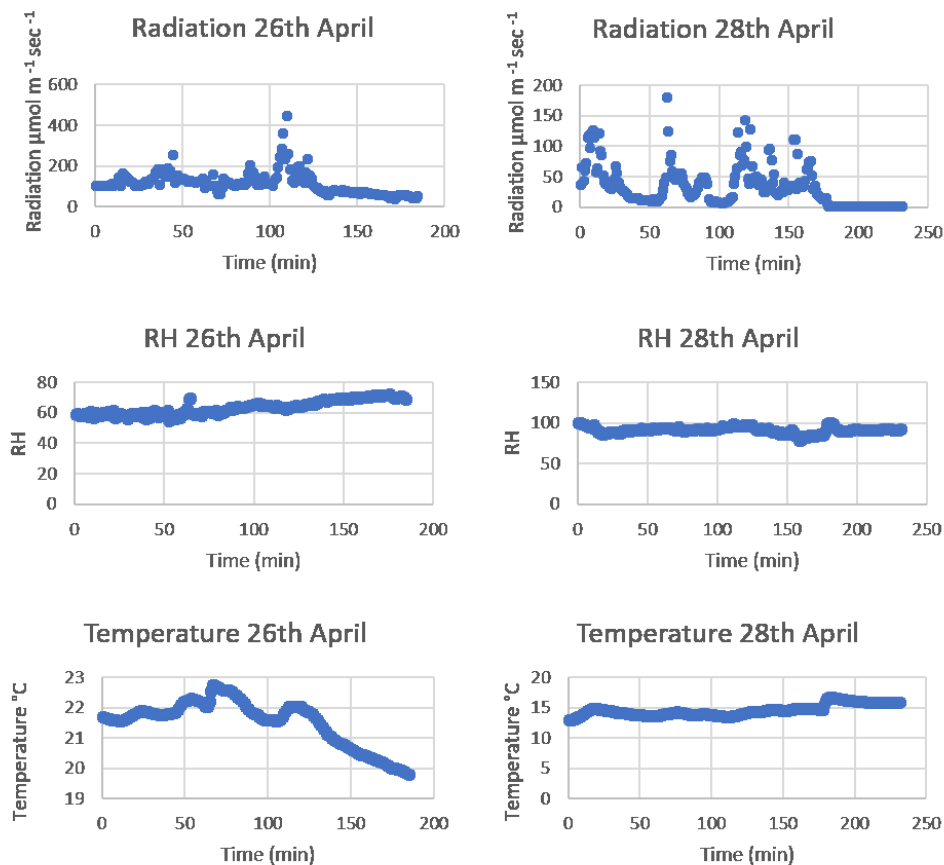 Radiation 26th April
Radiation µmol m⁻¹ sec⁻¹
600
400
200
0
0 50 100 150 200
Time (min)
Radiation 28th April
Radiation µmol m⁻¹ sec⁻¹
200
150
100
50
0
0 50 100 150 200 250
Time (min)
RH 26th April
RH
80
60
40
20
0
0 50 100 150 200
Time (min)
RH 28th April
RH
150
100
50
0
0 50 100 150 200 250
Time (min)
Temperature 26th April
Temperature °C
23
22
21
20
19
0 50 100 150 200
Time (min)
Temperature 28th April
Temperature °C
20
15
10
5
0
0 50 100 150 200 250
Time (min)